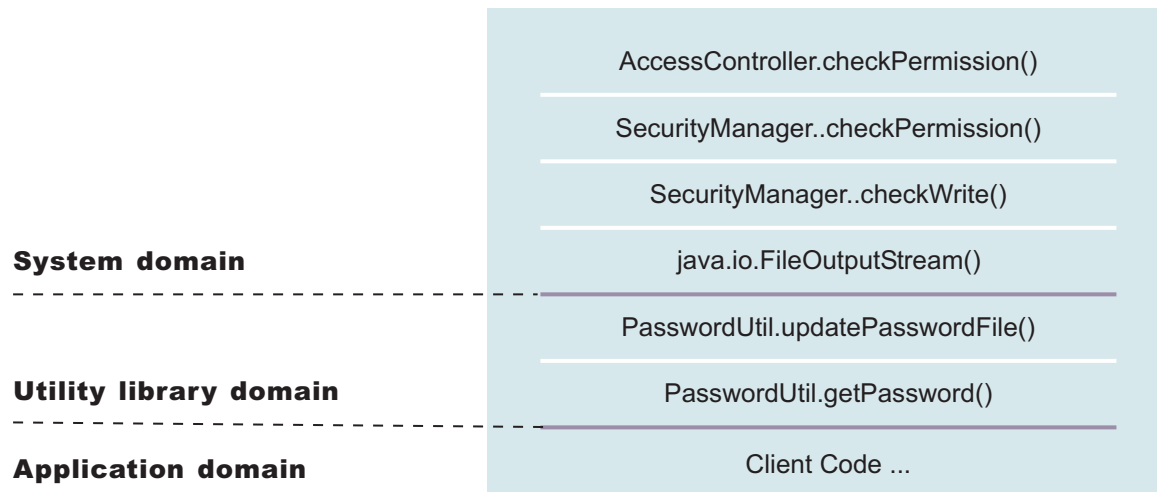 AccessController.checkPermission()
SecurityManager..checkPermission()
SecurityManager..checkWrite()
System domain
java.io.FileOutputStream()
PasswordUtil.updatePasswordFile()
Utility library domain
PasswordUtil.getPassword()
Application domain
Client Code ...